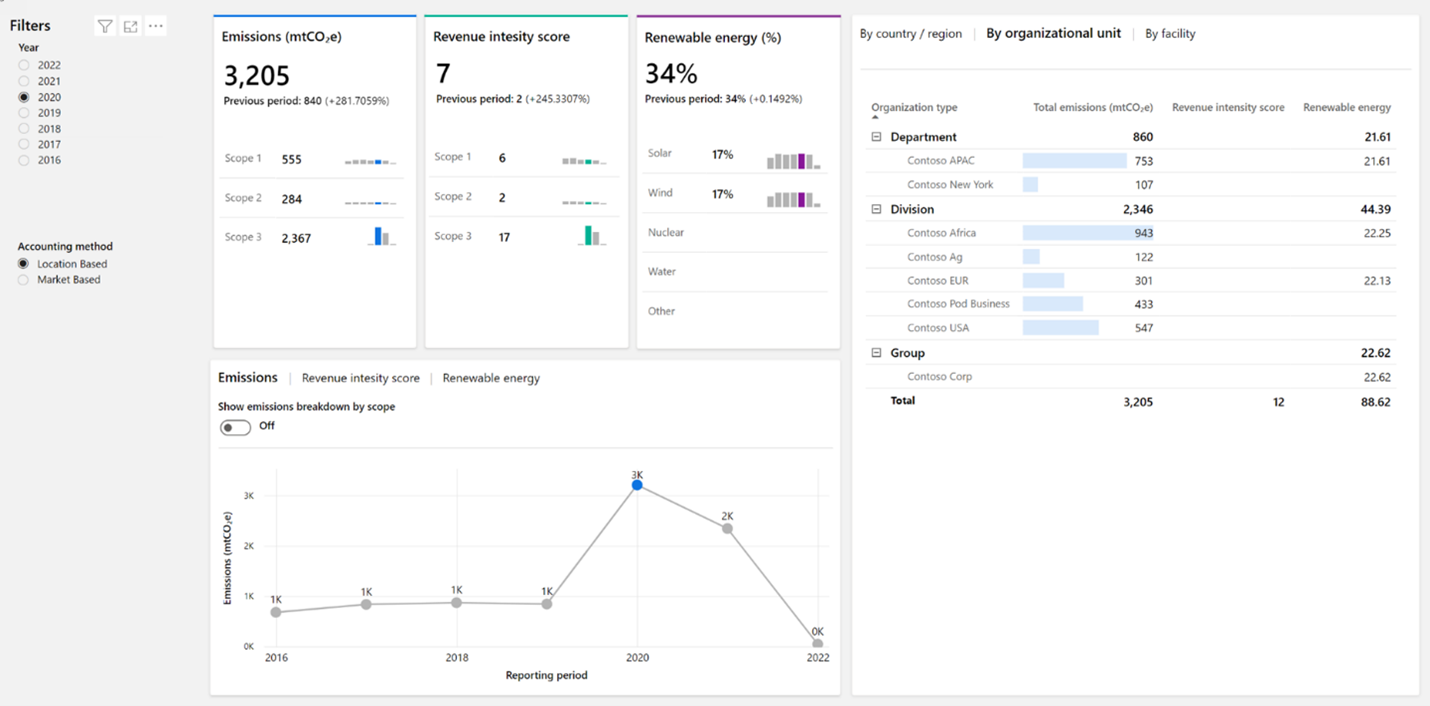 Filters
Year
2022
2021
2020
2019
2018
2017
2016
Accounting method
Location Based
Market Based
Emissions (mtCO₂e)
3,205
Previous period: 840 (+281.7059%)
Scope 1 555
Scope 2 284
Scope 3 2,367
Revenue intesity score
7
Previous period: 2 (+245.3307%)
Scope 1 6
Scope 2 2
Scope 3 17
Renewable energy (%)
34%
Previous period: 34% (+0.1492%)
Solar 17%
Wind 17%
Nuclear
Water
Other
Emissions | Revenue intesity score | Renewable energy
Show emissions breakdown by scope
Off
Emissions (mtCO₂e)
3K
2K
1K
0K
1K
1K
1K
1K
3K
2K
0K
2016 2018 2020 2022
Reporting period
By country / region | By organizational unit | By facility
Organization type Total emissions (mtCO₂e) Revenue intensity score Renewable energy
Department 860 21.61
Contoso APAC 753 21.61
Contoso New York 107
Division 2,346 44.39
Contoso Africa 943 22.25
Contoso Ag 122
Contoso EUR 301 22.13
Contoso Pod Business 433
Contoso USA 547
Group 22.62
Contoso Corp 22.62
Total 3,205 12 88.62